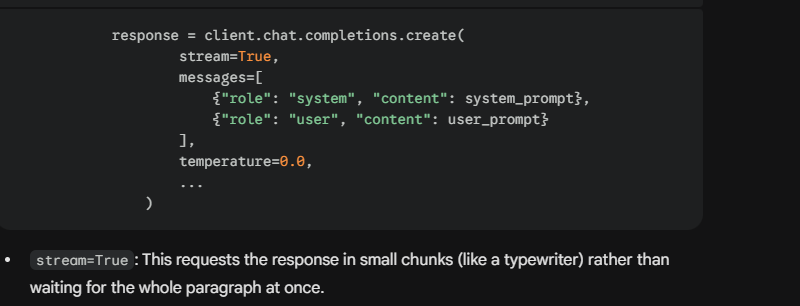 response = client.chat.completions.create(
stream=True,
messages=[
{"role": "system", "content": system_prompt},
{"role": "user", "content": user_prompt}
],
temperature=0.0,
...
)
• stream=True: This requests the response in small chunks (like a typewriter) rather than
waiting for the whole paragraph at once.